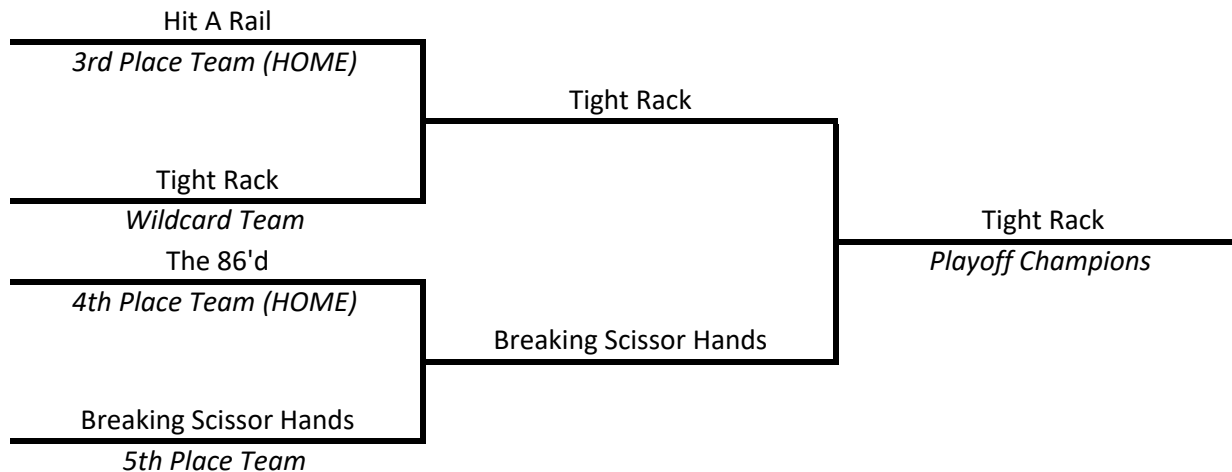 Hit A Rail
3rd Place Team (HOME)
Tight Rack
Tight Rack
Wildcard Team
Tight Rack
The 86'd
Playoff Champions
4th Place Team (HOME)
Breaking Scissor Hands
Breaking Scissor Hands
5th Place Team